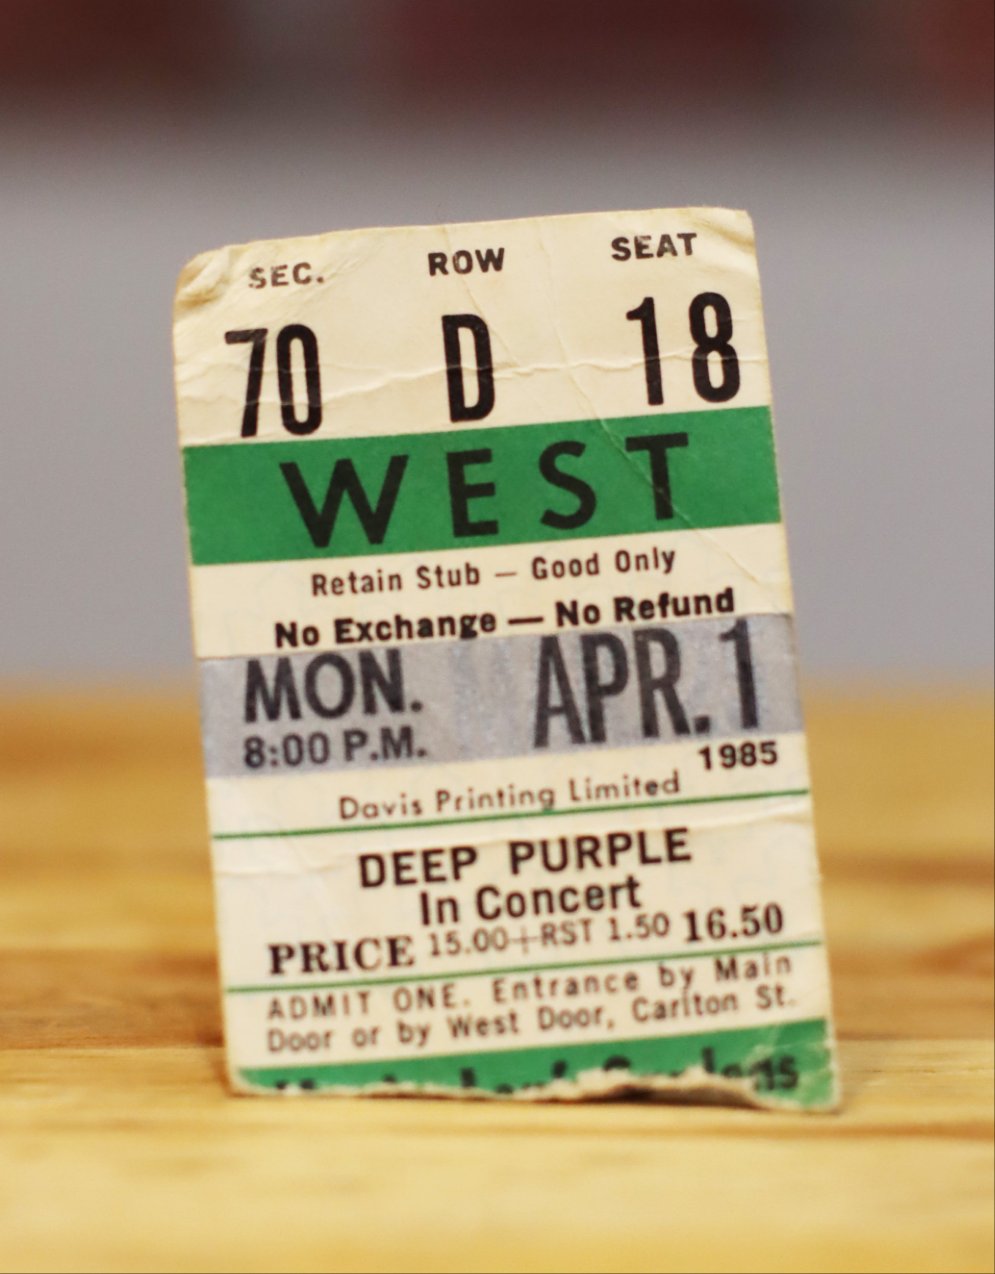 SEC. ROW SEAT
70 D 18
WEST
Retain Stub — Good Only
No Exchange — No Refund
MON. APR. 1
8:00 P.M. 1985
Davis Printing Limited
DEEP PURPLE
In Concert
PRICE 15.00+RST 1.50 16.50
ADMIT ONE. Entrance by Main
Door or by West Door, Carlton St.